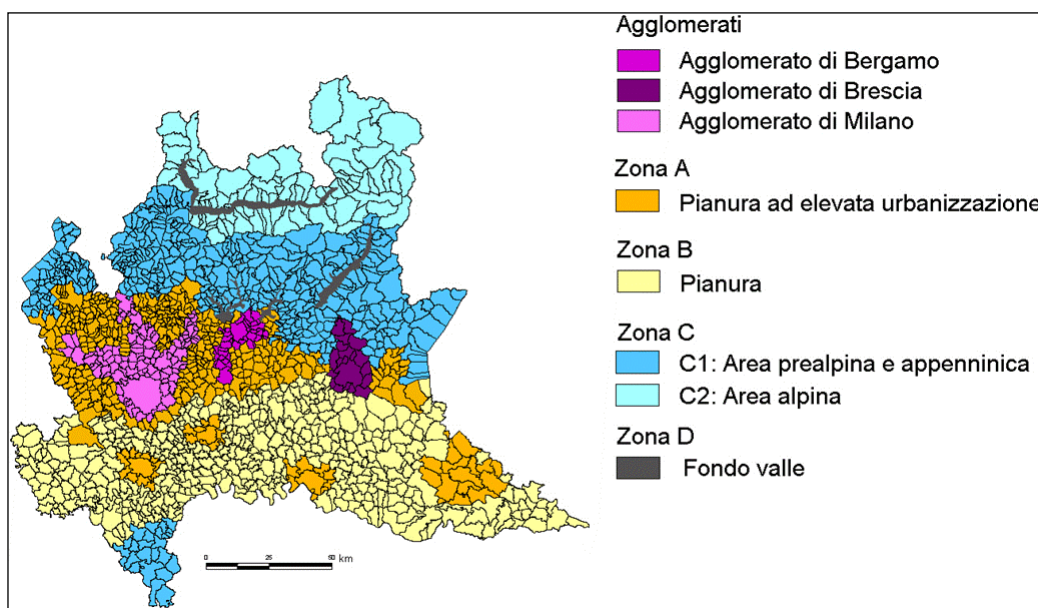 Agglomerati
Agglomerato di Bergamo
Agglomerato di Brescia
Agglomerato di Milano
Zona A
Pianura ad elevata urbanizzazione
Zona B
Pianura
Zona C
C1: Area prealpina e appenninica
C2: Area alpina
Zona D
Fondo valle
0 25 50 km